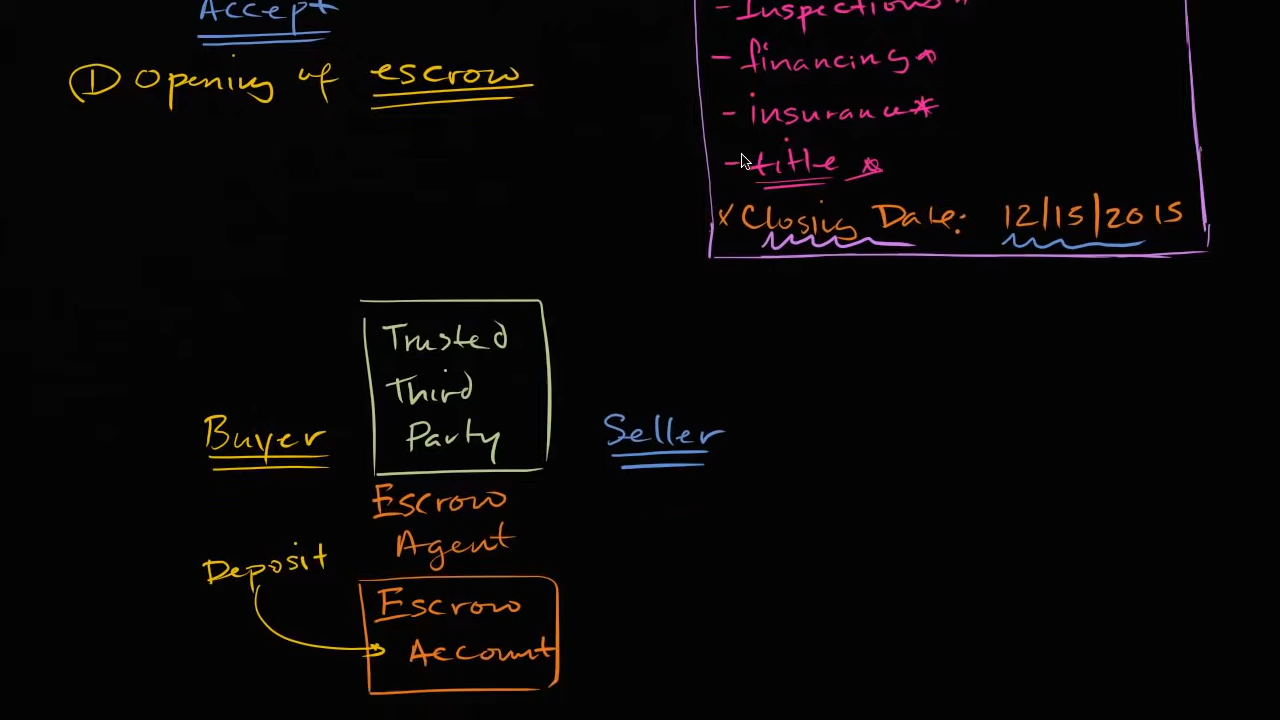 Accept
① Opening of escrow
- Inspections *
- financing *
- insurance *
- title *
x Closing Date: 12/15/2015
Trusted
Third
Party
Buyer
Seller
Escrow
Agent
Deposit
Escrow
Account